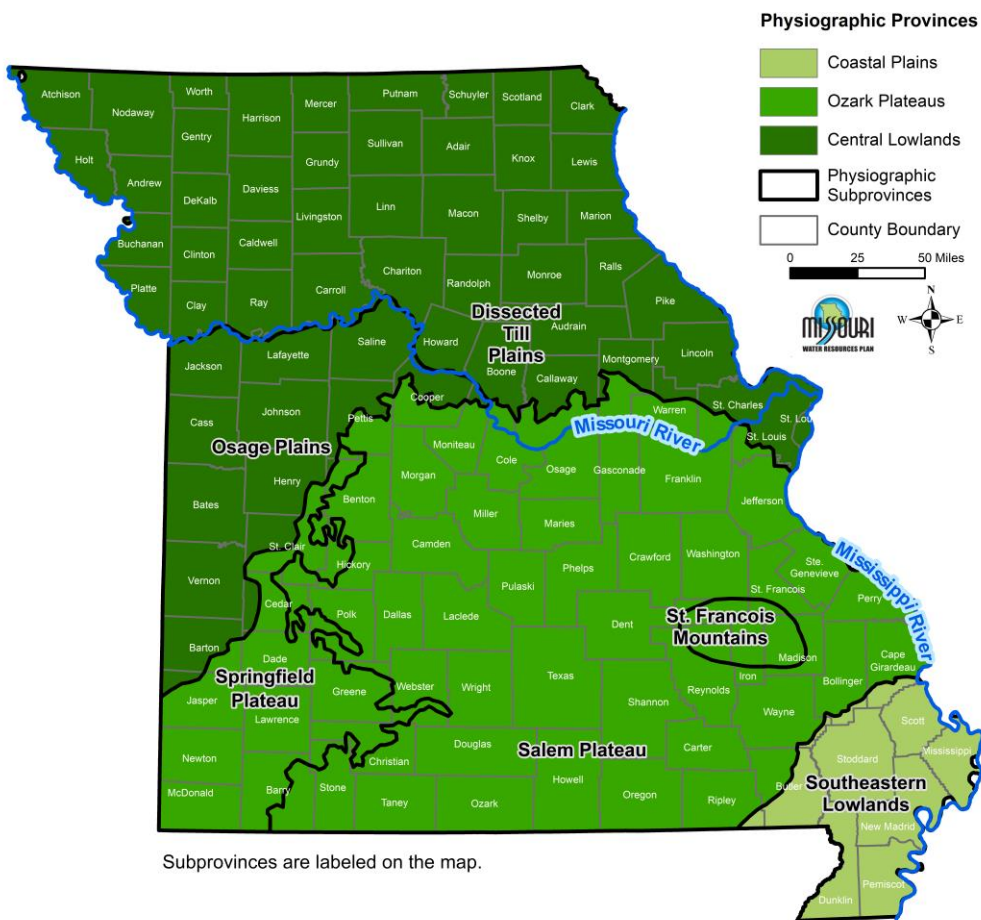 Physiographic Provinces
Coastal Plains
Ozark Plateaus
Central Lowlands
Physiographic
Subprovinces
County Boundary
0 25 50 Miles
MISSOURI
WATER RESOURCES PLAN
N
W E
S
Atchison
Nodaway
Worth
Harrison
Mercer
Putnam
Schuyler
Scotland
Clark
Gentry
Sullivan
Adair
Knox
Lewis
Holt
Andrew
DeKalb
Daviess
Grundy
Livingston
Linn
Macon
Shelby
Marion
Buchanan
Clinton
Caldwell
Chariton
Randolph
Monroe
Ralls
Platte
Clay
Ray
Carroll
Pike
Dissected
Till
Plains
Audrain
Howard
Boone
Callaway
Montgomery
Lincoln
Jackson
Lafayette
Saline
Cooper
Warren
St. Charles
St. Lou
St. Louis
Missouri River
Cass
Johnson
Pettis
Moniteau
Cole
Osage
Gasconade
Franklin
Jefferson
Osage Plains
Bates
Henry
Benton
Morgan
Miller
Maries
Crawford
Washington
Ste.
Genevieve
Mississippi River
St. Clair
Hickory
Camden
Phelps
Pulaski
St. Francois
Perry
Vernon
Cedar
Polk
Dallas
Laclede
Dent
St. Francois
Mountains
Madison
Iron
Cape
Girardeau
Bollinger
Barton
Dade
Springfield
Plateau
Jasper
Greene
Webster
Wright
Texas
Shannon
Reynolds
Wayne
Lawrence
Newton
Christian
Douglas
Salem Plateau
Howell
Carter
Scott
Mississippi
Stoddard
McDonald
Barry
Stone
Taney
Ozark
Oregon
Ripley
Butler
Southeastern
Lowlands
New Madrid
Dunklin
Pemiscot
Subprovinces are labeled on the map.